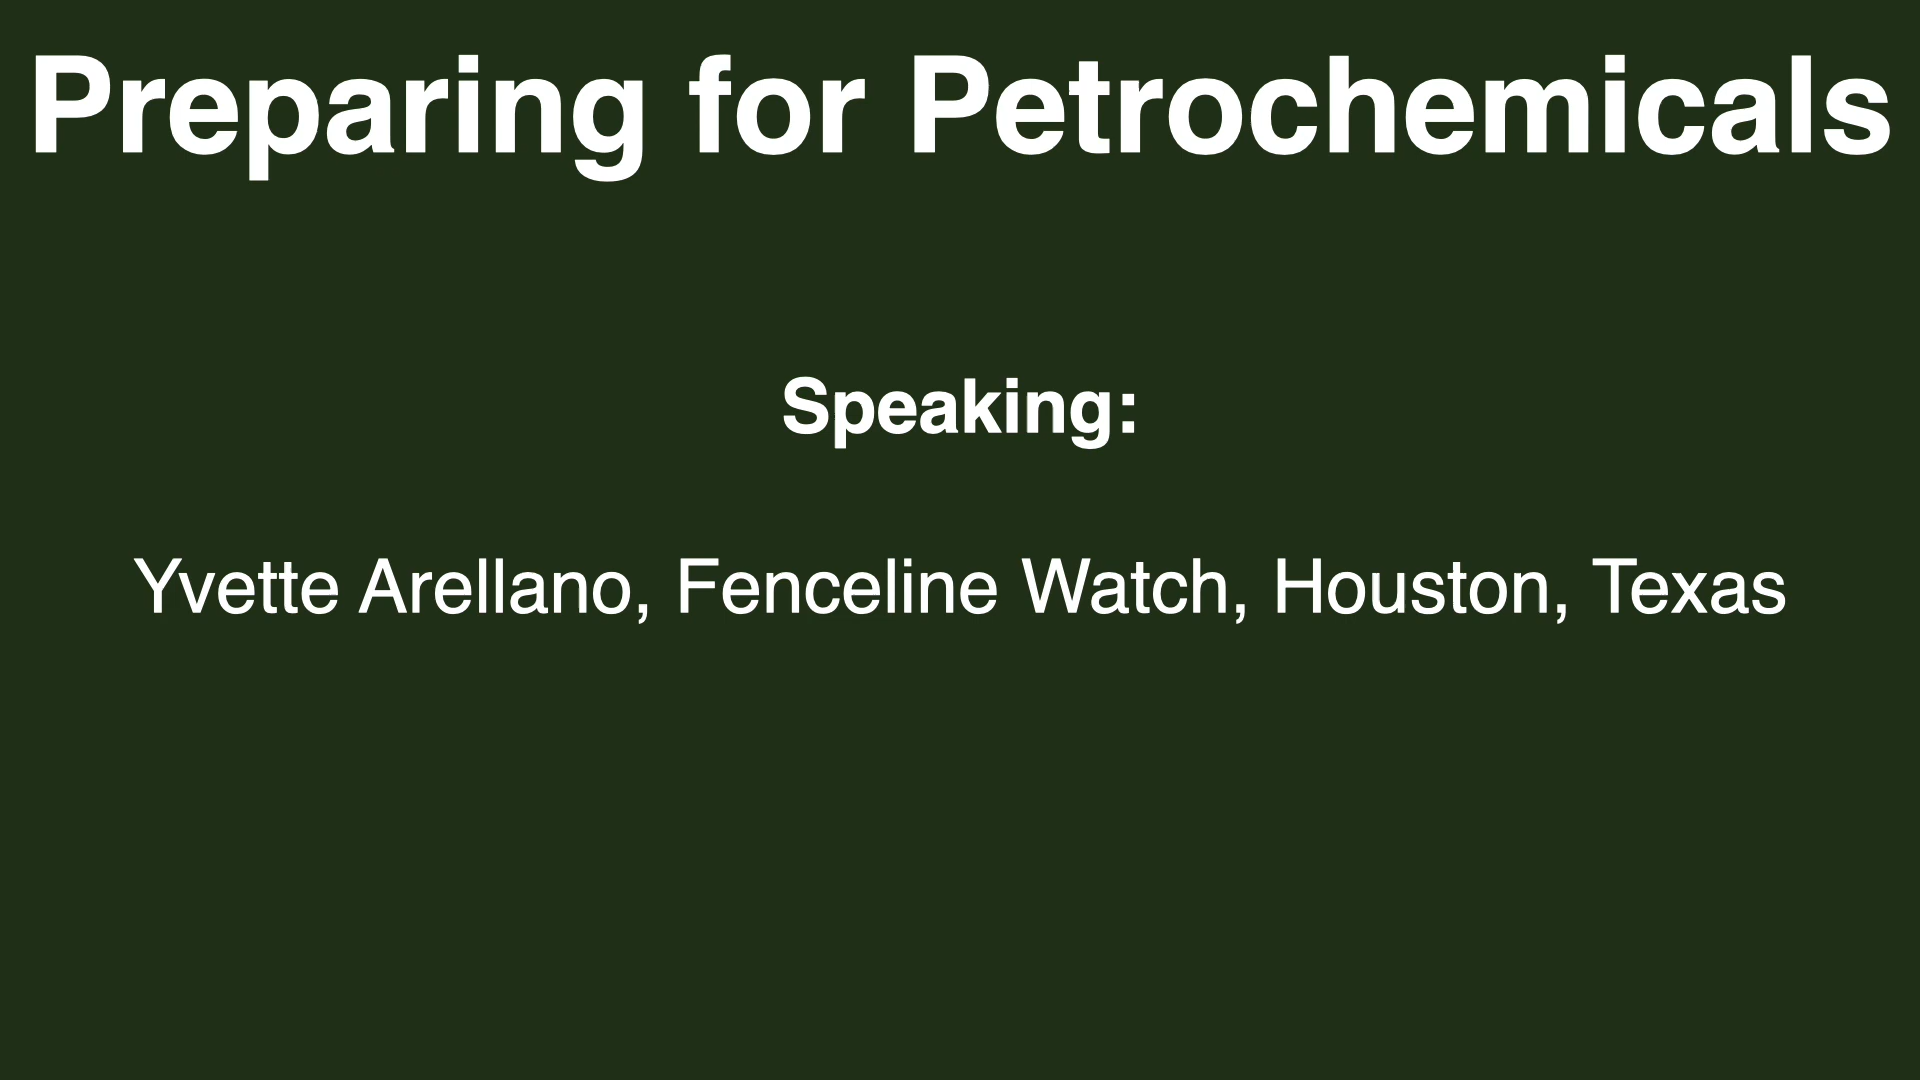 Preparing for Petrochemicals
Speaking:
Yvette Arellano, Fenceline Watch, Houston, Texas